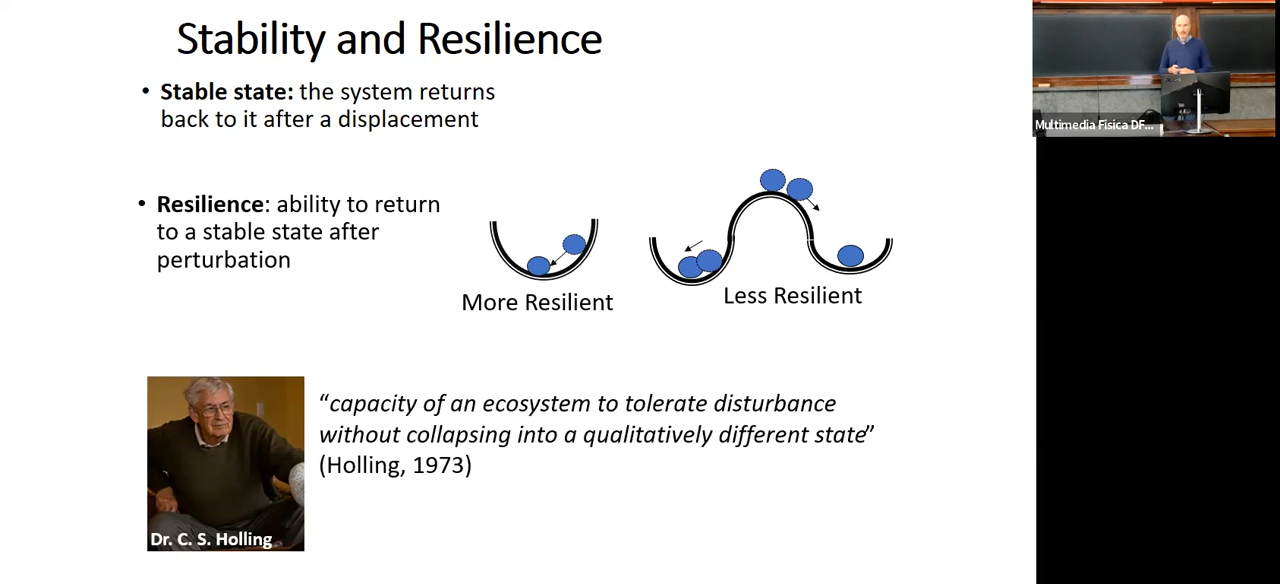 Stability and Resilience
• Stable state: the system returns
back to it after a displacement
• Resilience: ability to return
to a stable state after
perturbation
More Resilient
Less Resilient
“capacity of an ecosystem to tolerate disturbance
without collapsing into a qualitatively different state”
(Holling, 1973)
Dr. C. S. Holling
Multimedia Fisica DF...